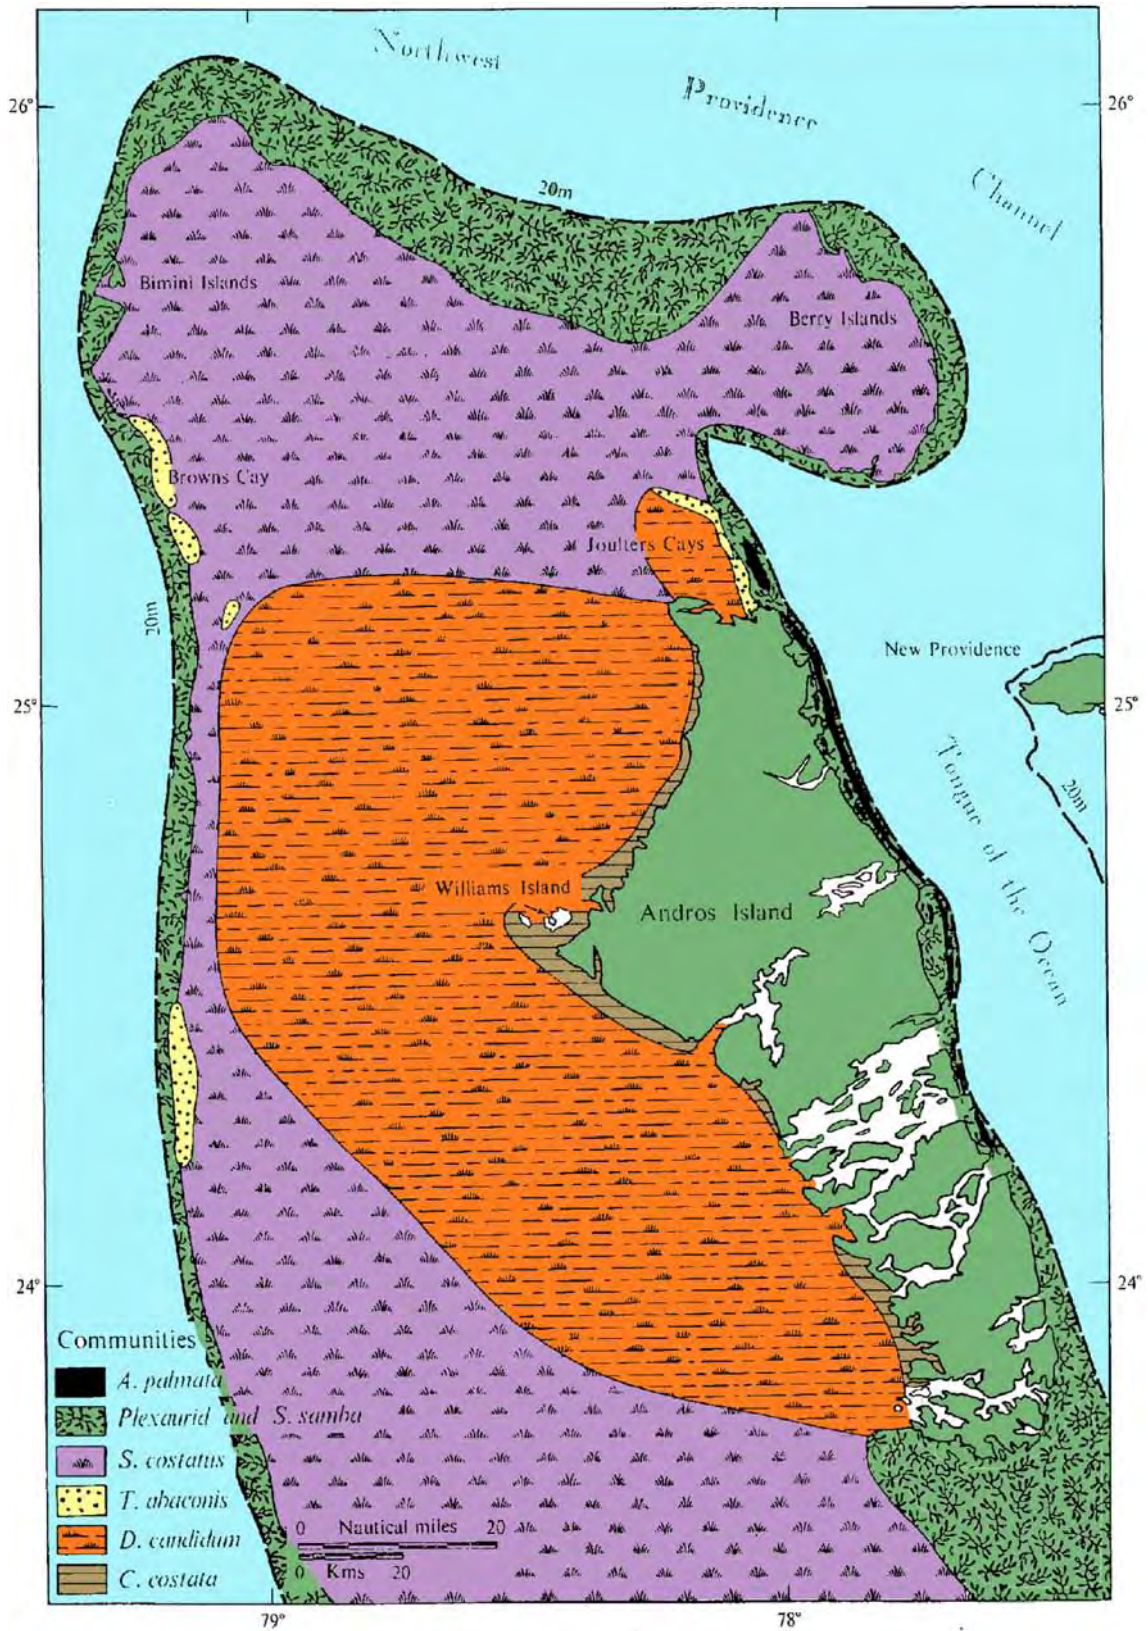 Northwest
Providence
Channel
26°
26°
20m
Bimini Islands
Berry Islands
Browns Cay
Joulters Cays
20m
New Providence
25°
25°
Tongue of the Ocean
20m
Williams Island
Andros Island
24°
24°
Communities
A. palmata
Plexaurid and S. samba
S. costatus
T. abaconis
D. candidum
C. costata
0 Nautical miles 20
0 Kms 20
79°
78°